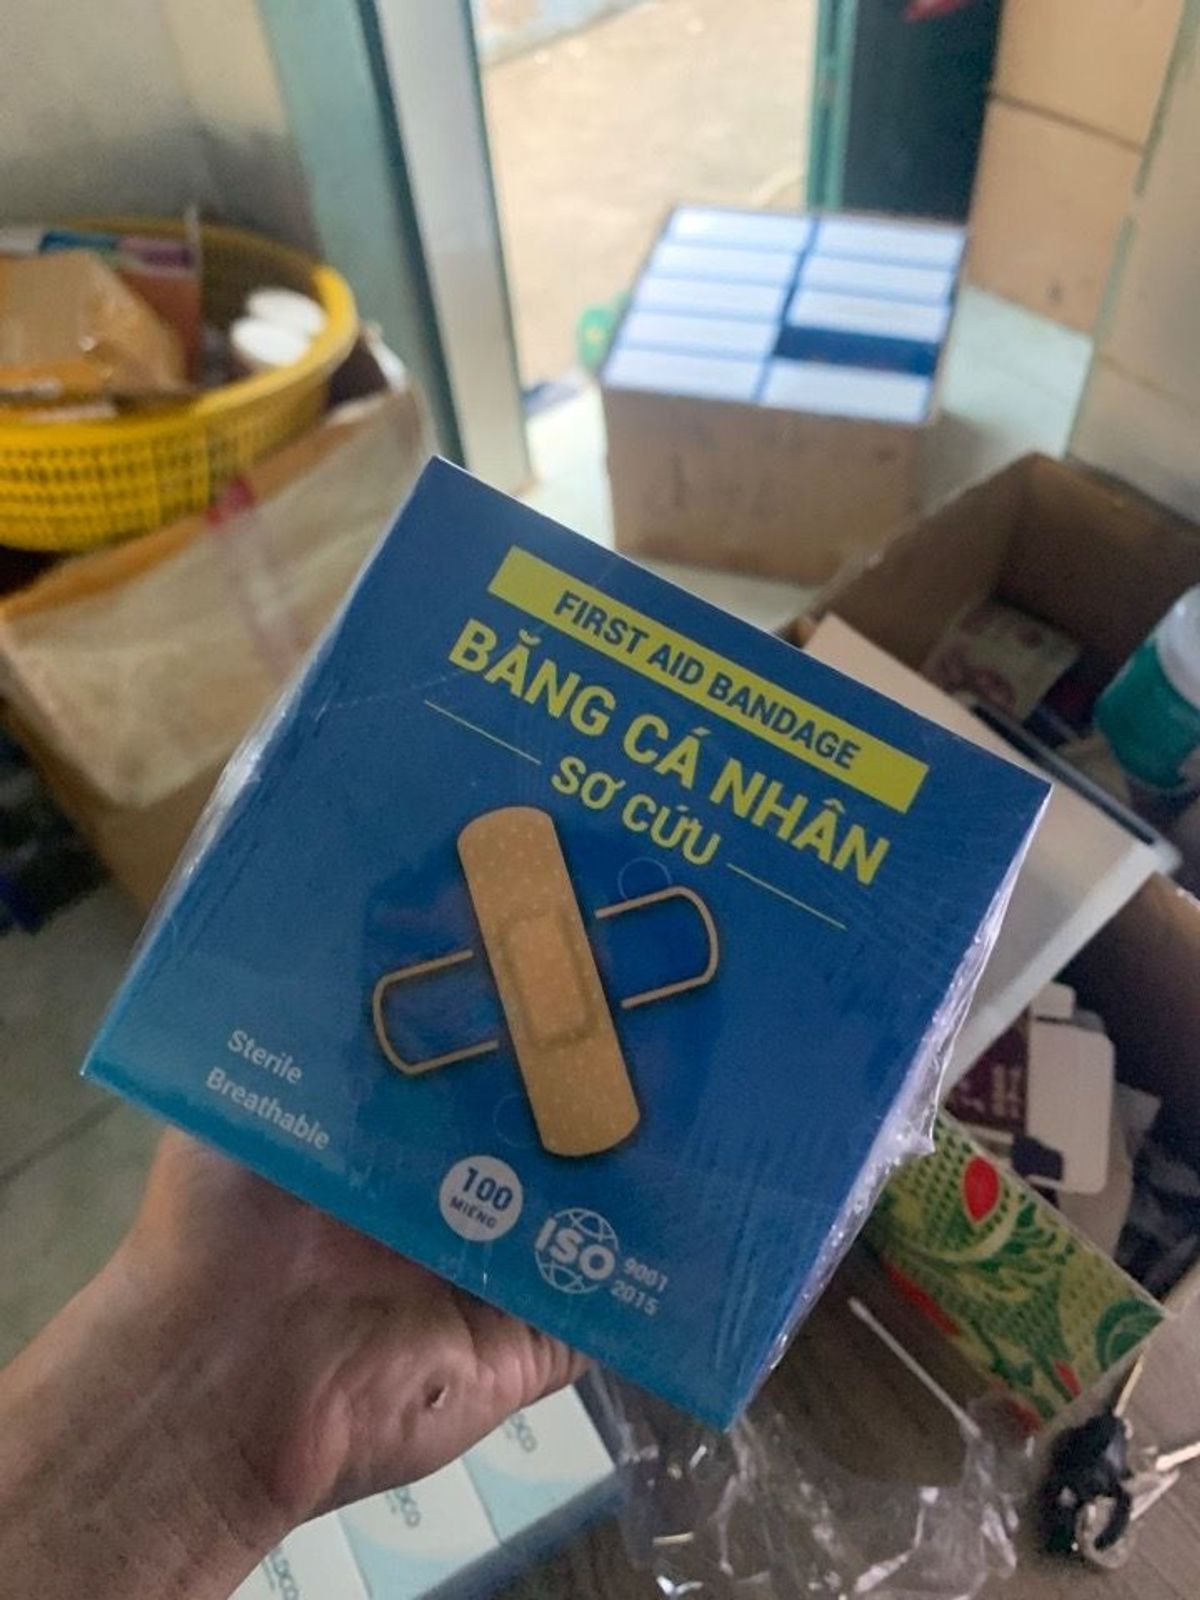 FIRST AID BANDAGE
BĂNG CÁ NHÂN
SƠ CỨU
Sterile
Breathable
100
MIẾNG
ISO
9001
2015